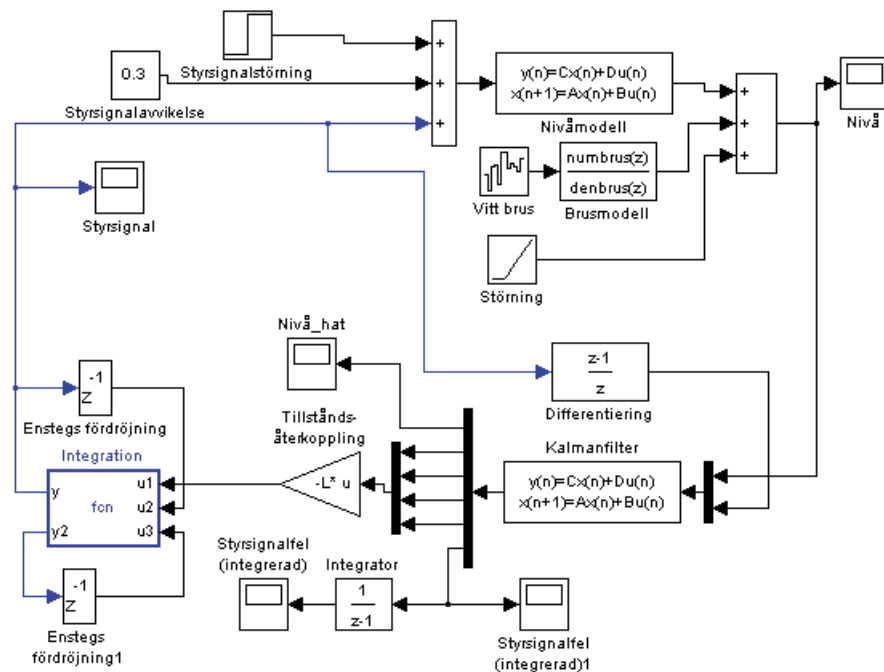 Styrsignalstörning
0.3
Styrsignalavvikelse
+
+
+
y(n)=Cx(n)+Du(n)
x(n+1)=Ax(n)+Bu(n)
Nivåmodell
+
+
+
Nivå
Vitt brus
numbrus(z)
denbrus(z)
Brusmodell
Styrsignal
Störning
Nivå_hat
z-1
z
Differentiering
-1
Z
Enstegs fördröjning
Tillstånds-
återkoppling
-L* u
Kalmanfilter
y(n)=Cx(n)+Du(n)
x(n+1)=Ax(n)+Bu(n)
Integration
y
y2
fcn
u1
u2
u3
-1
Z
Enstegs
fördröjning1
Styrsignalfel
(integrerad)
Integrator
1
z-1
Styrsignalfel
(integrerad)1